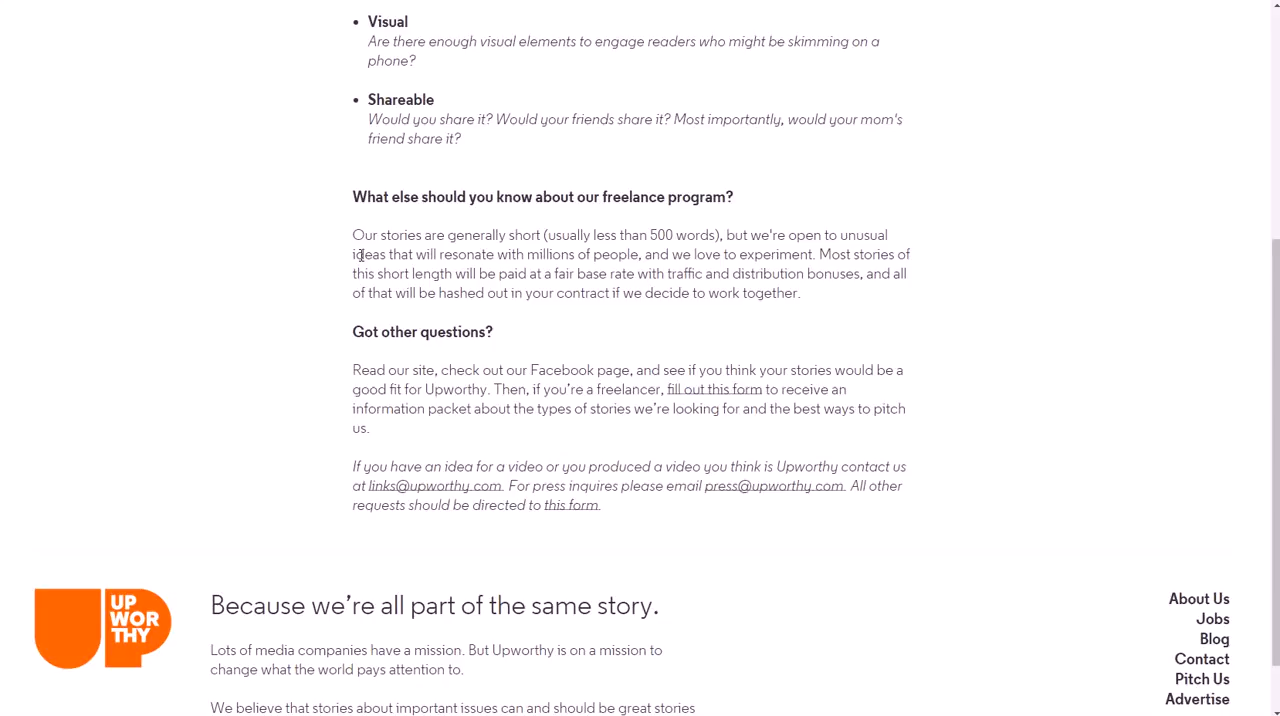 • Visual
Are there enough visual elements to engage readers who might be skimming on a
phone?
• Shareable
Would you share it? Would your friends share it? Most importantly, would your mom's
friend share it?
What else should you know about our freelance program?
Our stories are generally short (usually less than 500 words), but we're open to unusual
ideas that will resonate with millions of people, and we love to experiment. Most stories of
this short length will be paid at a fair base rate with traffic and distribution bonuses, and all
of that will be hashed out in your contract if we decide to work together.
Got other questions?
Read our site, check out our Facebook page, and see if you think your stories would be a
good fit for Upworthy. Then, if you’re a freelancer, fill out this form to receive an
information packet about the types of stories we’re looking for and the best ways to pitch
us.
If you have an idea for a video or you produced a video you think is Upworthy contact us
at links@upworthy.com. For press inquires please email press@upworthy.com. All other
requests should be directed to this form.
UP
WOR
THY
Because we’re all part of the same story.
Lots of media companies have a mission. But Upworthy is on a mission to
change what the world pays attention to.
We believe that stories about important issues can and should be great stories
About Us
Jobs
Blog
Contact
Pitch Us
Advertise